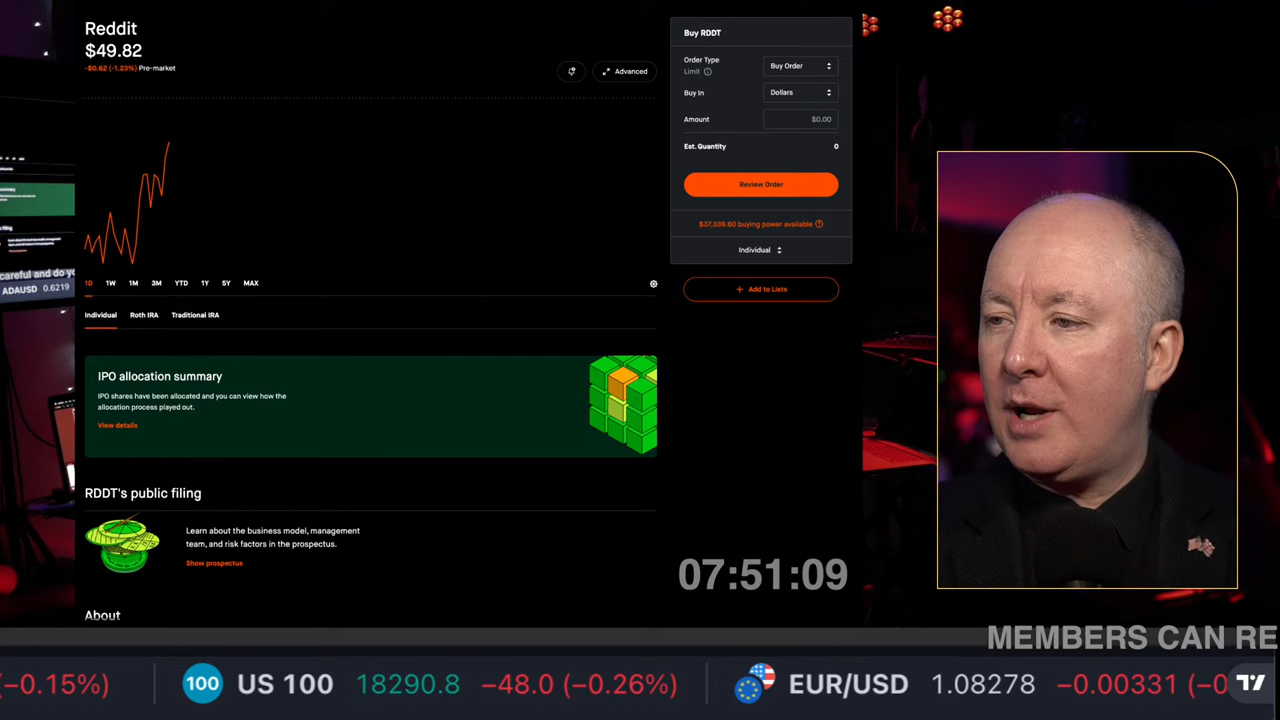 Reddit
$49.82
-$0.62 (-1.23%) Pre-market
Advanced
1D 1W 1M 3M YTD 1Y 5Y MAX
Individual Roth IRA Traditional IRA
IPO allocation summary
IPO shares have been allocated and you can view how the
allocation process played out.
View details
RDDT's public filing
Learn about the business model, management
team, and risk factors in the prospectus.
Show prospectus
About
Buy RDDT
Order Type
Limit
Buy Order
Buy In
Dollars
Amount
$0.00
Est. Quantity
0
Review Order
$37,339.60 buying power available
Individual
+ Add to Lists
careful and do yo
ADAUSD 0.6219
07:51:09
MEMBERS CAN RE
(−0.15%)
100 US 100 18290.8 −48.0 (−0.26%)
EUR/USD 1.08278 −0.00331 (−0